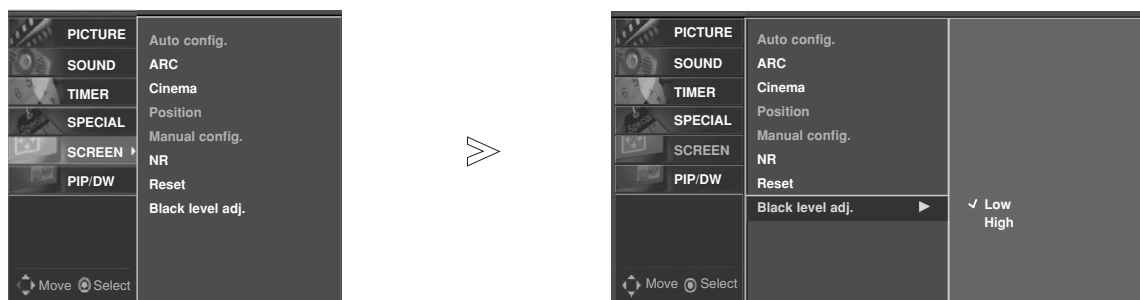 PICTURE
SOUND
TIMER
SPECIAL
SCREEN
PIP/DW
Move Select
Auto config.
ARC
Cinema
Position
Manual config.
NR
Reset
Black level adj.
PICTURE
SOUND
TIMER
SPECIAL
SCREEN
PIP/DW
Move Select
Auto config.
ARC
Cinema
Position
Manual config.
NR
Reset
Black level adj. ▶
✓ Low
High